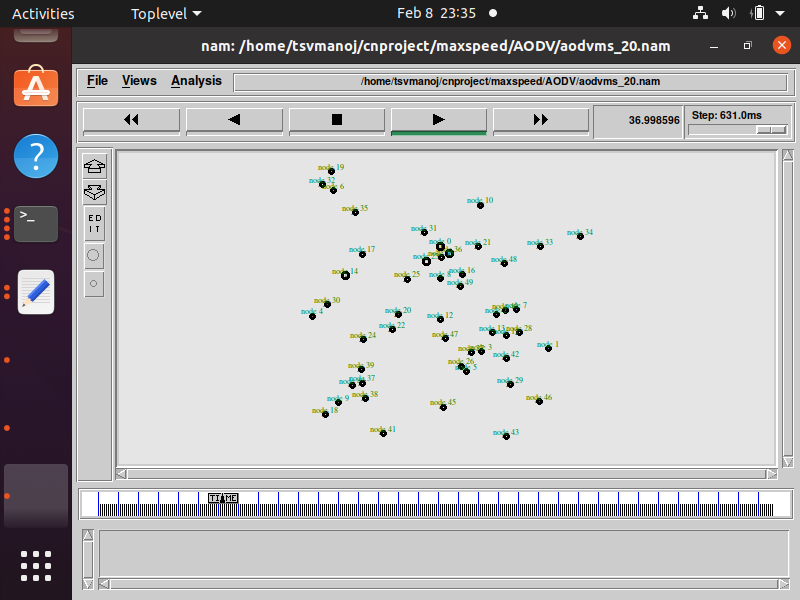 Activities
Toplevel
Feb 8 23:35
nam: /home/tsvmanoj/cnproject/maxspeed/AODV/aodvms_20.nam
File Views Analysis
/home/tsvmanoj/cnproject/maxspeed/AODV/aodvms_20.nam
36.998596
Step: 631.0ms
E D
I T
node 19
node 32
node 6
node 10
node 35
node 31
node 34
node 0
node 21
node 33
node 17
36
node 48
node 14
node 25
node 8
node 16
node 49
node 30
node 4
node 20
node 12
7
node 22
node 13
node 28
node 24
node 47
node 1
3
node 42
node 26
node 39
node 5
node 37
node 29
node 38
node 9
node 45
node 46
node 18
node 41
node 43
TIME